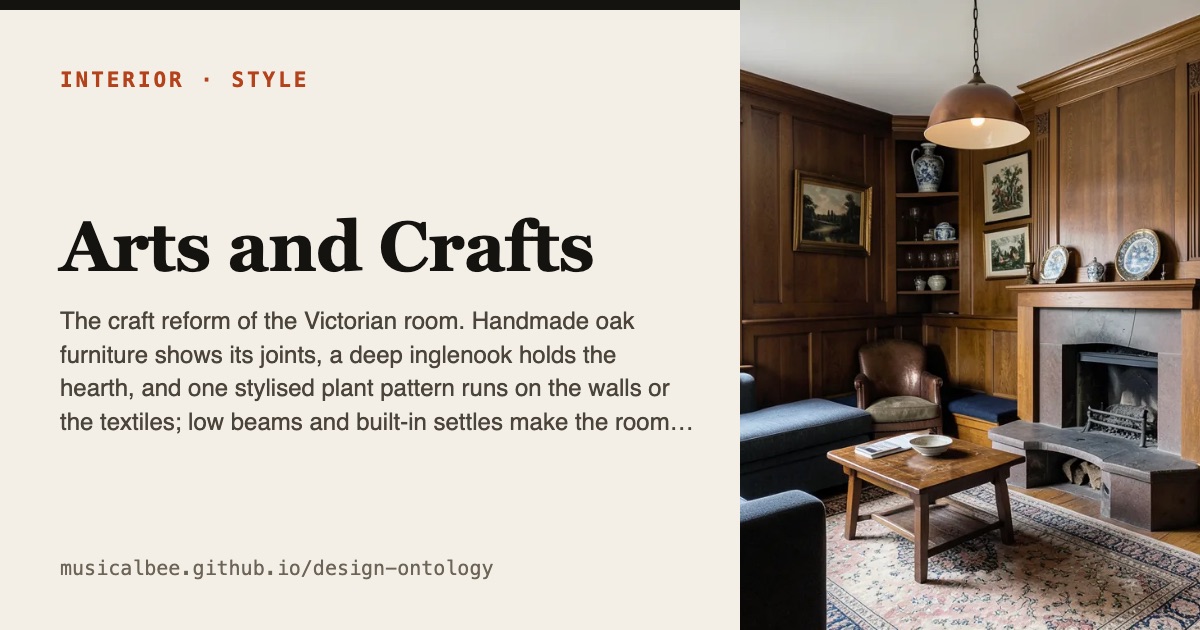 INTERIOR · STYLE
Arts and Crafts
The craft reform of the Victorian room. Handmade oak
furniture shows its joints, a deep inglenook holds the
hearth, and one stylised plant pattern runs on the walls or
the textiles; low beams and built-in settles make the room…
musicalbee.github.io/design-ontology